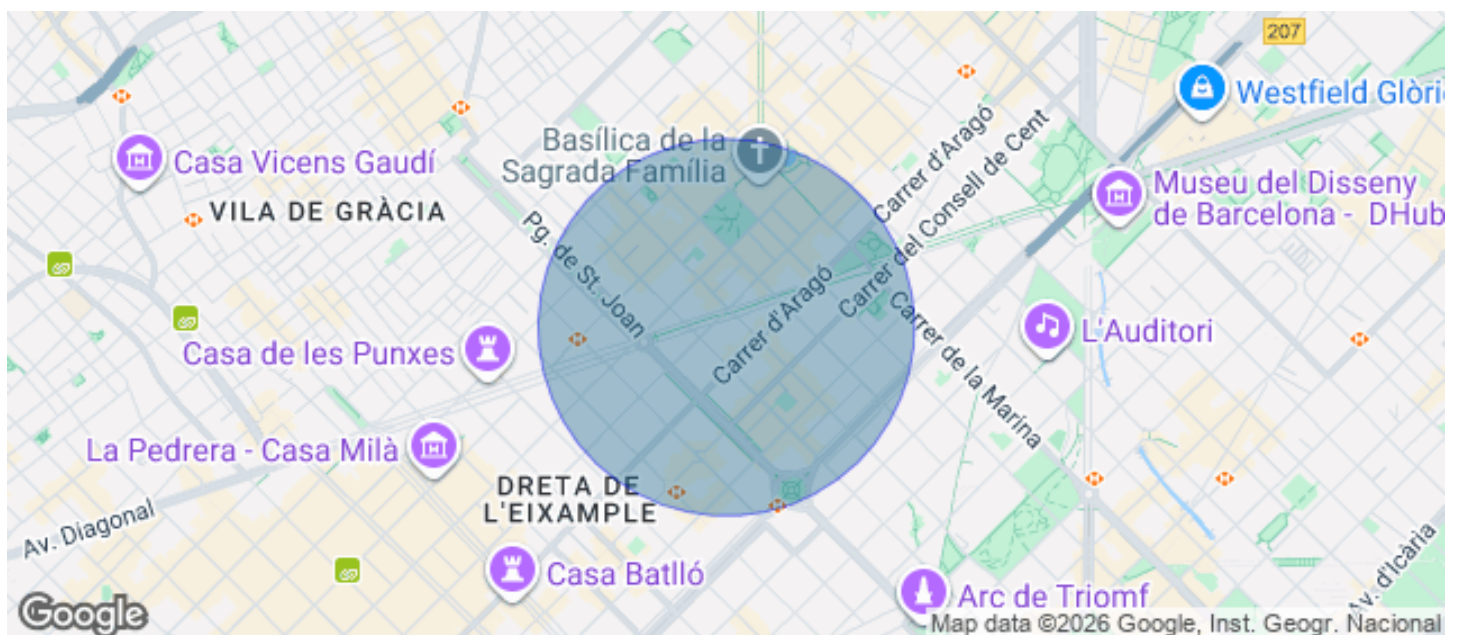 207
Westfield Glòri
Basílica de la
Sagrada Família
Casa Vicens Gaudí
Carrer d'Aragó
Carrer del Consell de Cent
Museu del Disseny
de Barcelona - DHub
VILA DE GRÀCIA
Pg. de St. Joan
Carrer d'Aragó
Carrer de la Marina
L'Auditori
Casa de les Punxes
La Pedrera - Casa Milà
DRETA DE
L'EIXAMPLE
Av. Diagonal
Casa Batlló
Arc de Triomf
Av. d'Icària
Google
Map data ©2026 Google, Inst. Geogr. Nacional